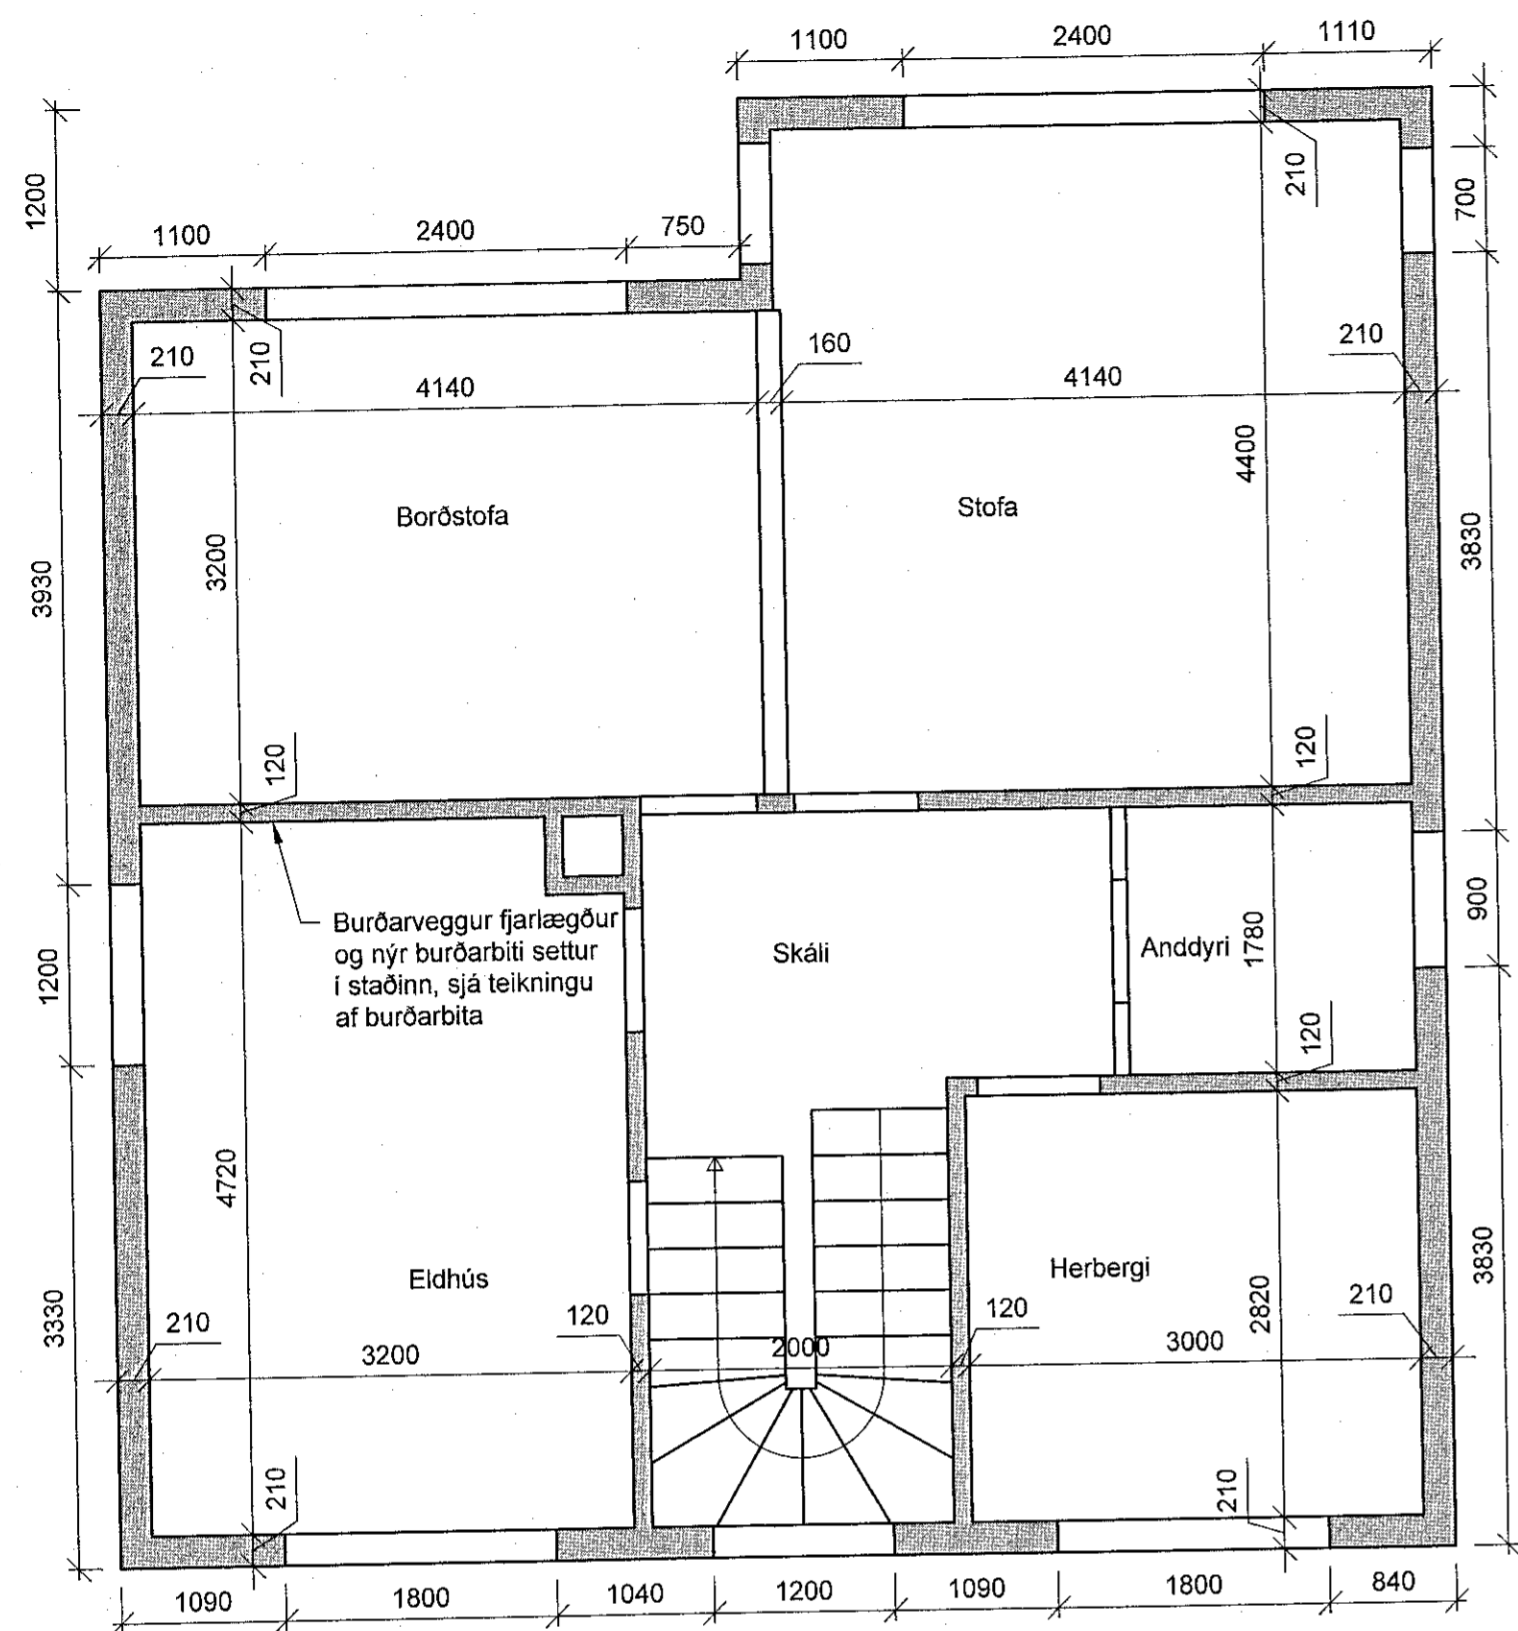 1100 2400 1110
1200
210
700
1100 2400 750
210 210 160 210
4140 4140
4400
Borðstofa Stofa
3930 3200 3830
120 120
Burðarveggur fjarlægður
og nýr burðarbiti settur
í staðinn, sjá teikningu
af burðarbita
Skáli Anddyri
1780 900
1200
120
4720
Eldhús Herbergi
3330 2820 3830
210 120 120 210
3200 2000 3000
210 210
1090 1800 1040 1200 1090 1800 840